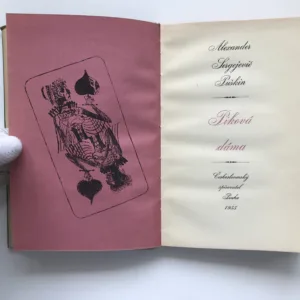 Alexander
Sergejevič
Puškin
Piková
dáma
Československý
spisovatel
Praha